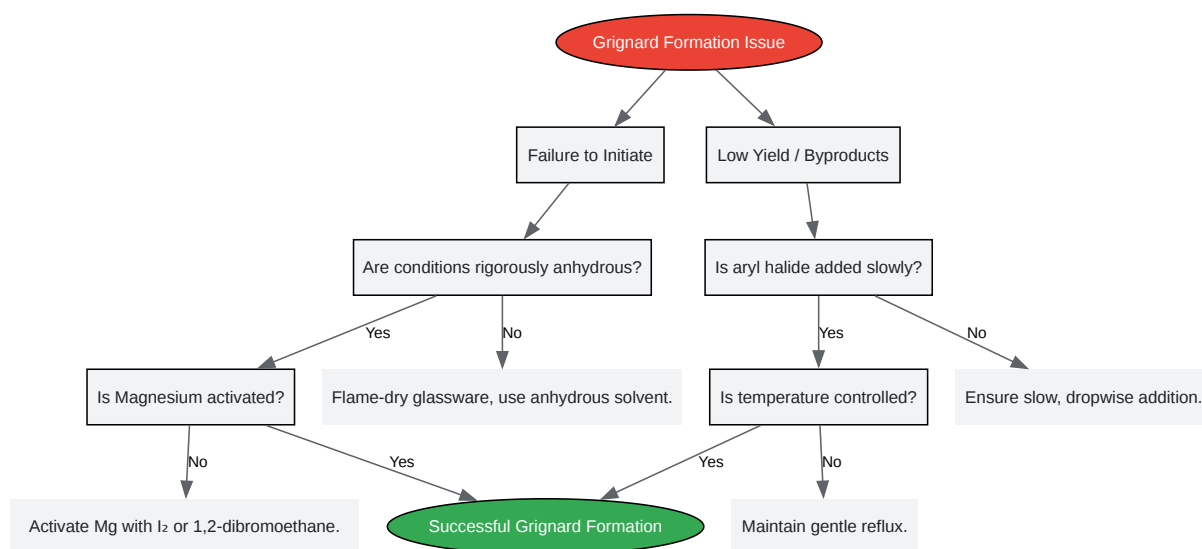 Grignard Formation Issue
Failure to Initiate
Low Yield / Byproducts
Are conditions rigorously anhydrous?
Is aryl halide added slowly?
Yes
No
Yes
No
Is Magnesium activated?
Flame-dry glassware, use anhydrous solvent.
Is temperature controlled?
Ensure slow, dropwise addition.
No
Yes
Yes
No
Activate Mg with I₂ or 1,2-dibromoethane.
Successful Grignard Formation
Maintain gentle reflux.